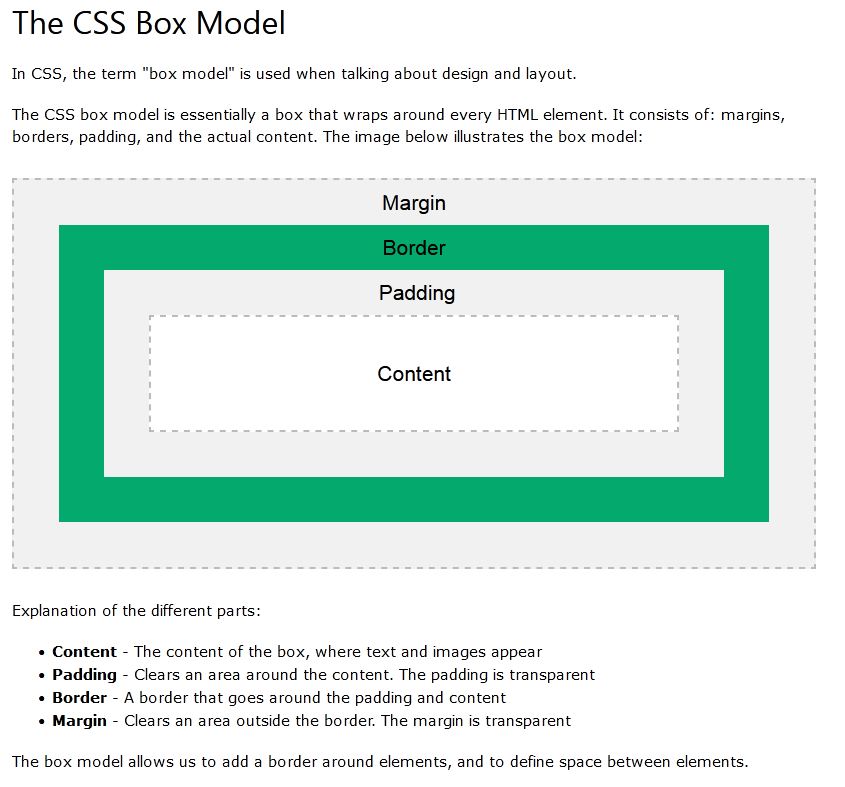 The CSS Box Model
In CSS, the term "box model" is used when talking about design and layout.
The CSS box model is essentially a box that wraps around every HTML element. It consists of: margins,
borders, padding, and the actual content. The image below illustrates the box model:
Margin
Border
Padding
Content
Explanation of the different parts:
• Content - The content of the box, where text and images appear
• Padding - Clears an area around the content. The padding is transparent
• Border - A border that goes around the padding and content
• Margin - Clears an area outside the border. The margin is transparent
The box model allows us to add a border around elements, and to define space between elements.